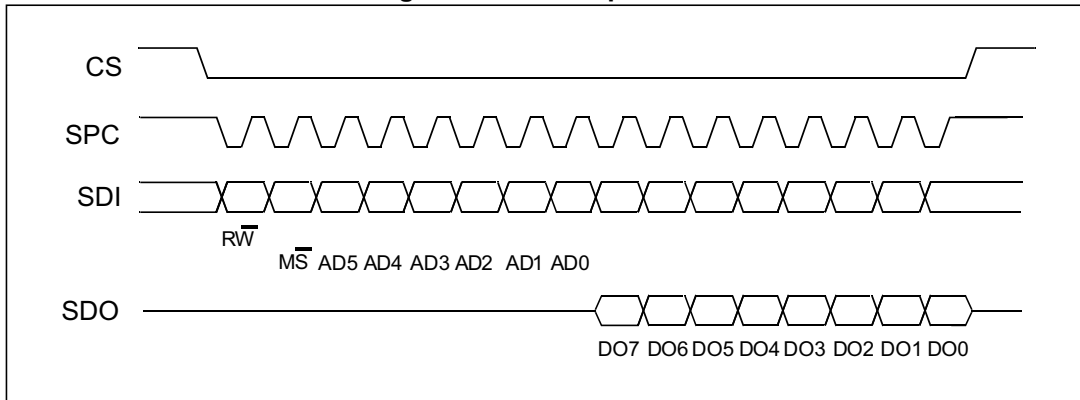 CS
SPC
SDI
RW̅
MS̅ AD5 AD4 AD3 AD2 AD1 AD0
SDO
DO7 DO6 DO5 DO4 DO3 DO2 DO1 DO0